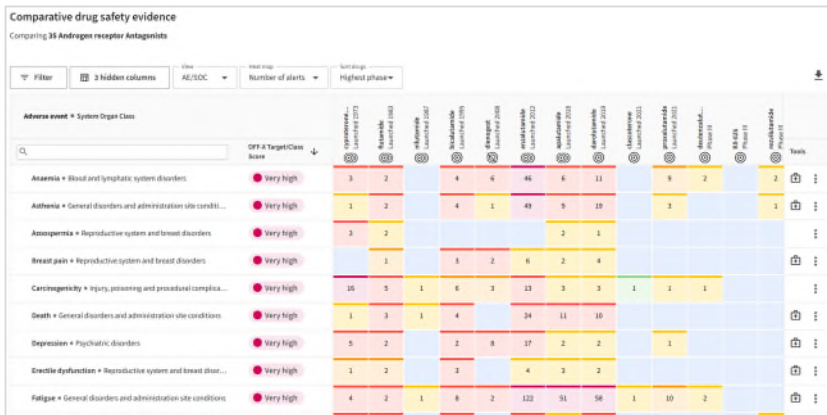 Comparative drug safety evidence
Comparing 35 Androgen receptor Antagonists
Filter
3 hidden columns
View
AE/SOC
Heat map
Number of alerts
Sort drugs
Highest phase
Adverse event • System Organ Class
OFF-X Target/Class Score
cyproterone... Launched 1973
flutamide Launched 1983
nilutamide Launched 1987
bicalutamide Launched 1995
dienogest Launched 2008
enzalutamide Launched 2012
apalutamide Launched 2018
darolutamide Launched 2019
clascoterone Launched 2021
proxalutamide Launched 2021
Phase III
Phase III
rezvilutamide Phase III
Tools
Anaemia • Blood and lymphatic system disorders Very high 3 2 4 6 46 6 11 9 2 2
Asthenia • General disorders and administration site conditi... Very high 1 2 4 1 49 9 19 3 1
Azoospermia • Reproductive system and breast disorders Very high 3 2 2 1
Breast pain • Reproductive system and breast disorders Very high 1 3 2 6 2 4
Carcinogenicity • Injury, poisoning and procedural complica... Very high 16 5 1 6 3 13 3 3 1 1 1
Death • General disorders and administration site conditions Very high 1 3 1 4 24 11 10
Depression • Psychiatric disorders Very high 5 2 2 8 17 2 2 1
Erectile dysfunction • Reproductive system and breast disor... Very high 1 2 3 4 3 2
Fatigue • General disorders and administration site conditions Very high 4 2 1 8 2 122 51 58 1 10 2